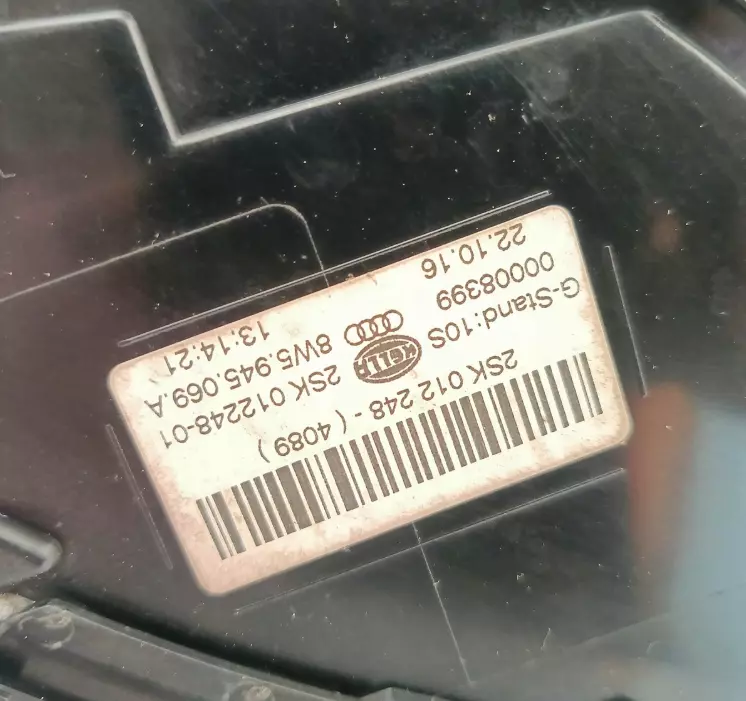 2SK 012 248 - ( 4089 )
G-Stand:10S HELLA 2SK 012248-01
00008399 8W5.945.069.A
22.10.16 13:14:21